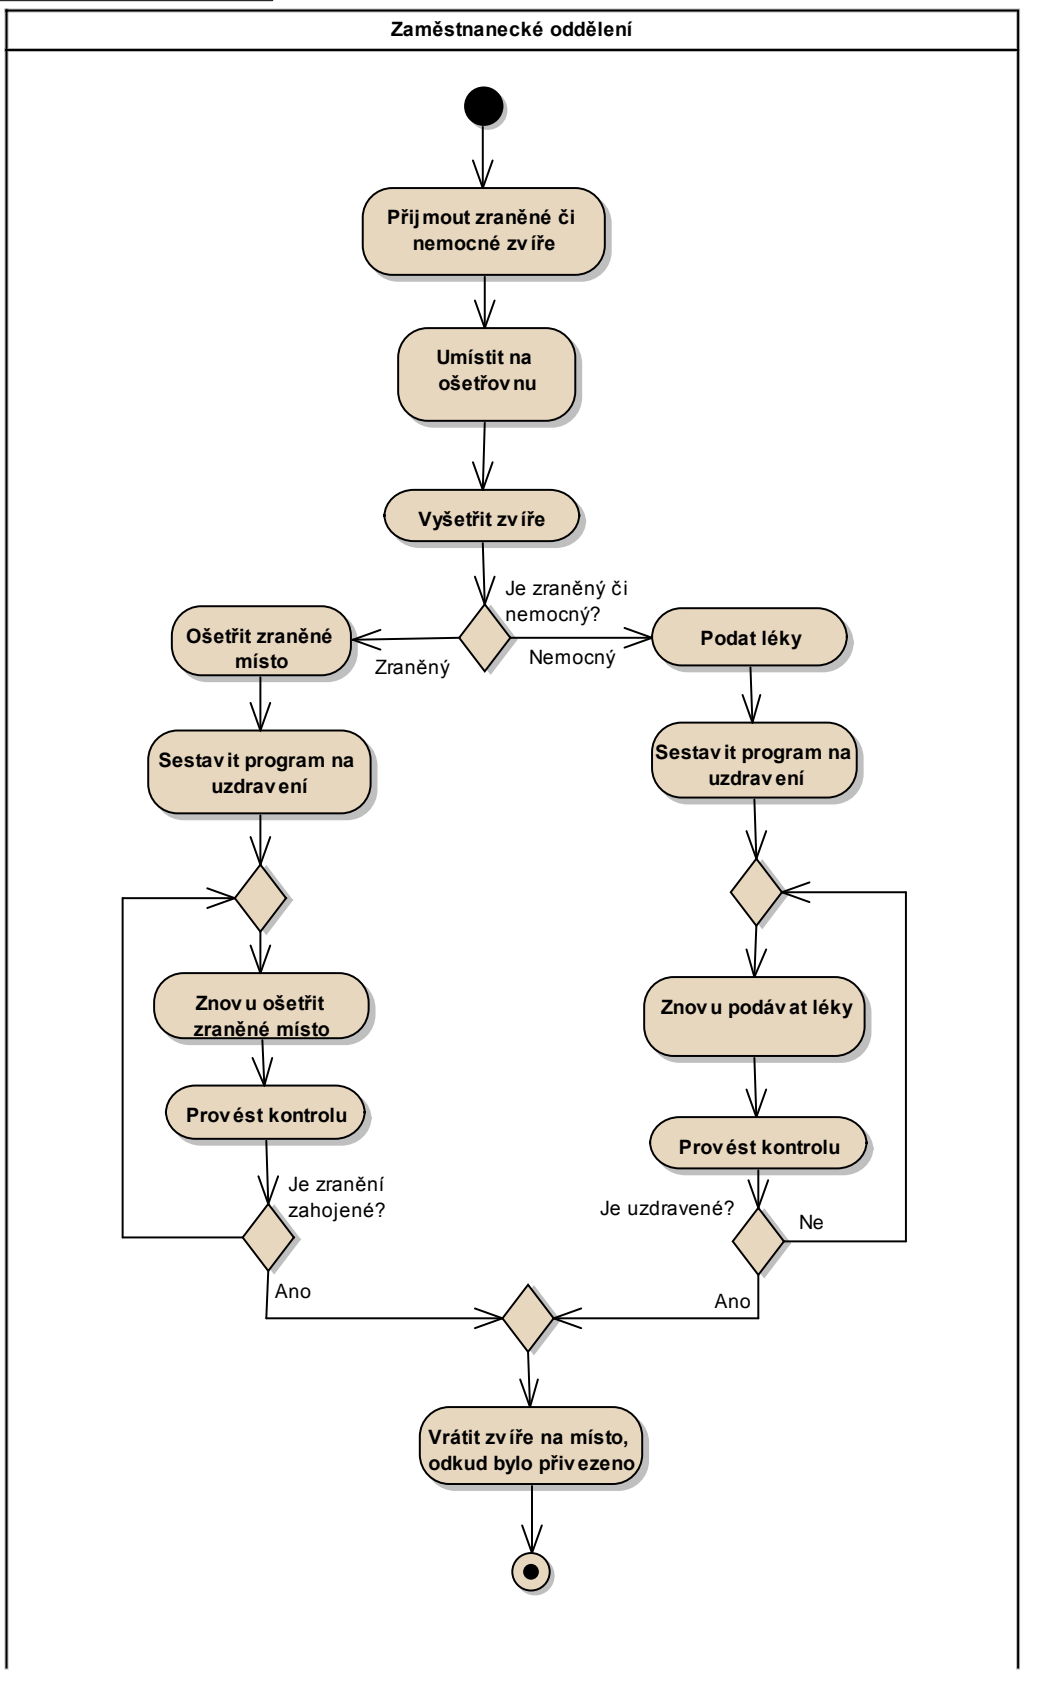 Zaměstnanecké oddělení
Přijmout zraněné či
nemocné zvíře
Umístit na
ošetřovnu
Vyšetřit zvíře
Je zraněný či
nemocný?
Ošetřit zraněné
místo
Zraněný
Nemocný
Podat léky
Sestavit program na
uzdravení
Sestavit program na
uzdravení
Znovu ošetřit
zraněné místo
Znovu podávat léky
Provést kontrolu
Provést kontrolu
Je zranění
zahojené?
Je uzdravené?
Ne
Ano
Ano
Vrátit zvíře na místo,
odkud bylo přivezeno